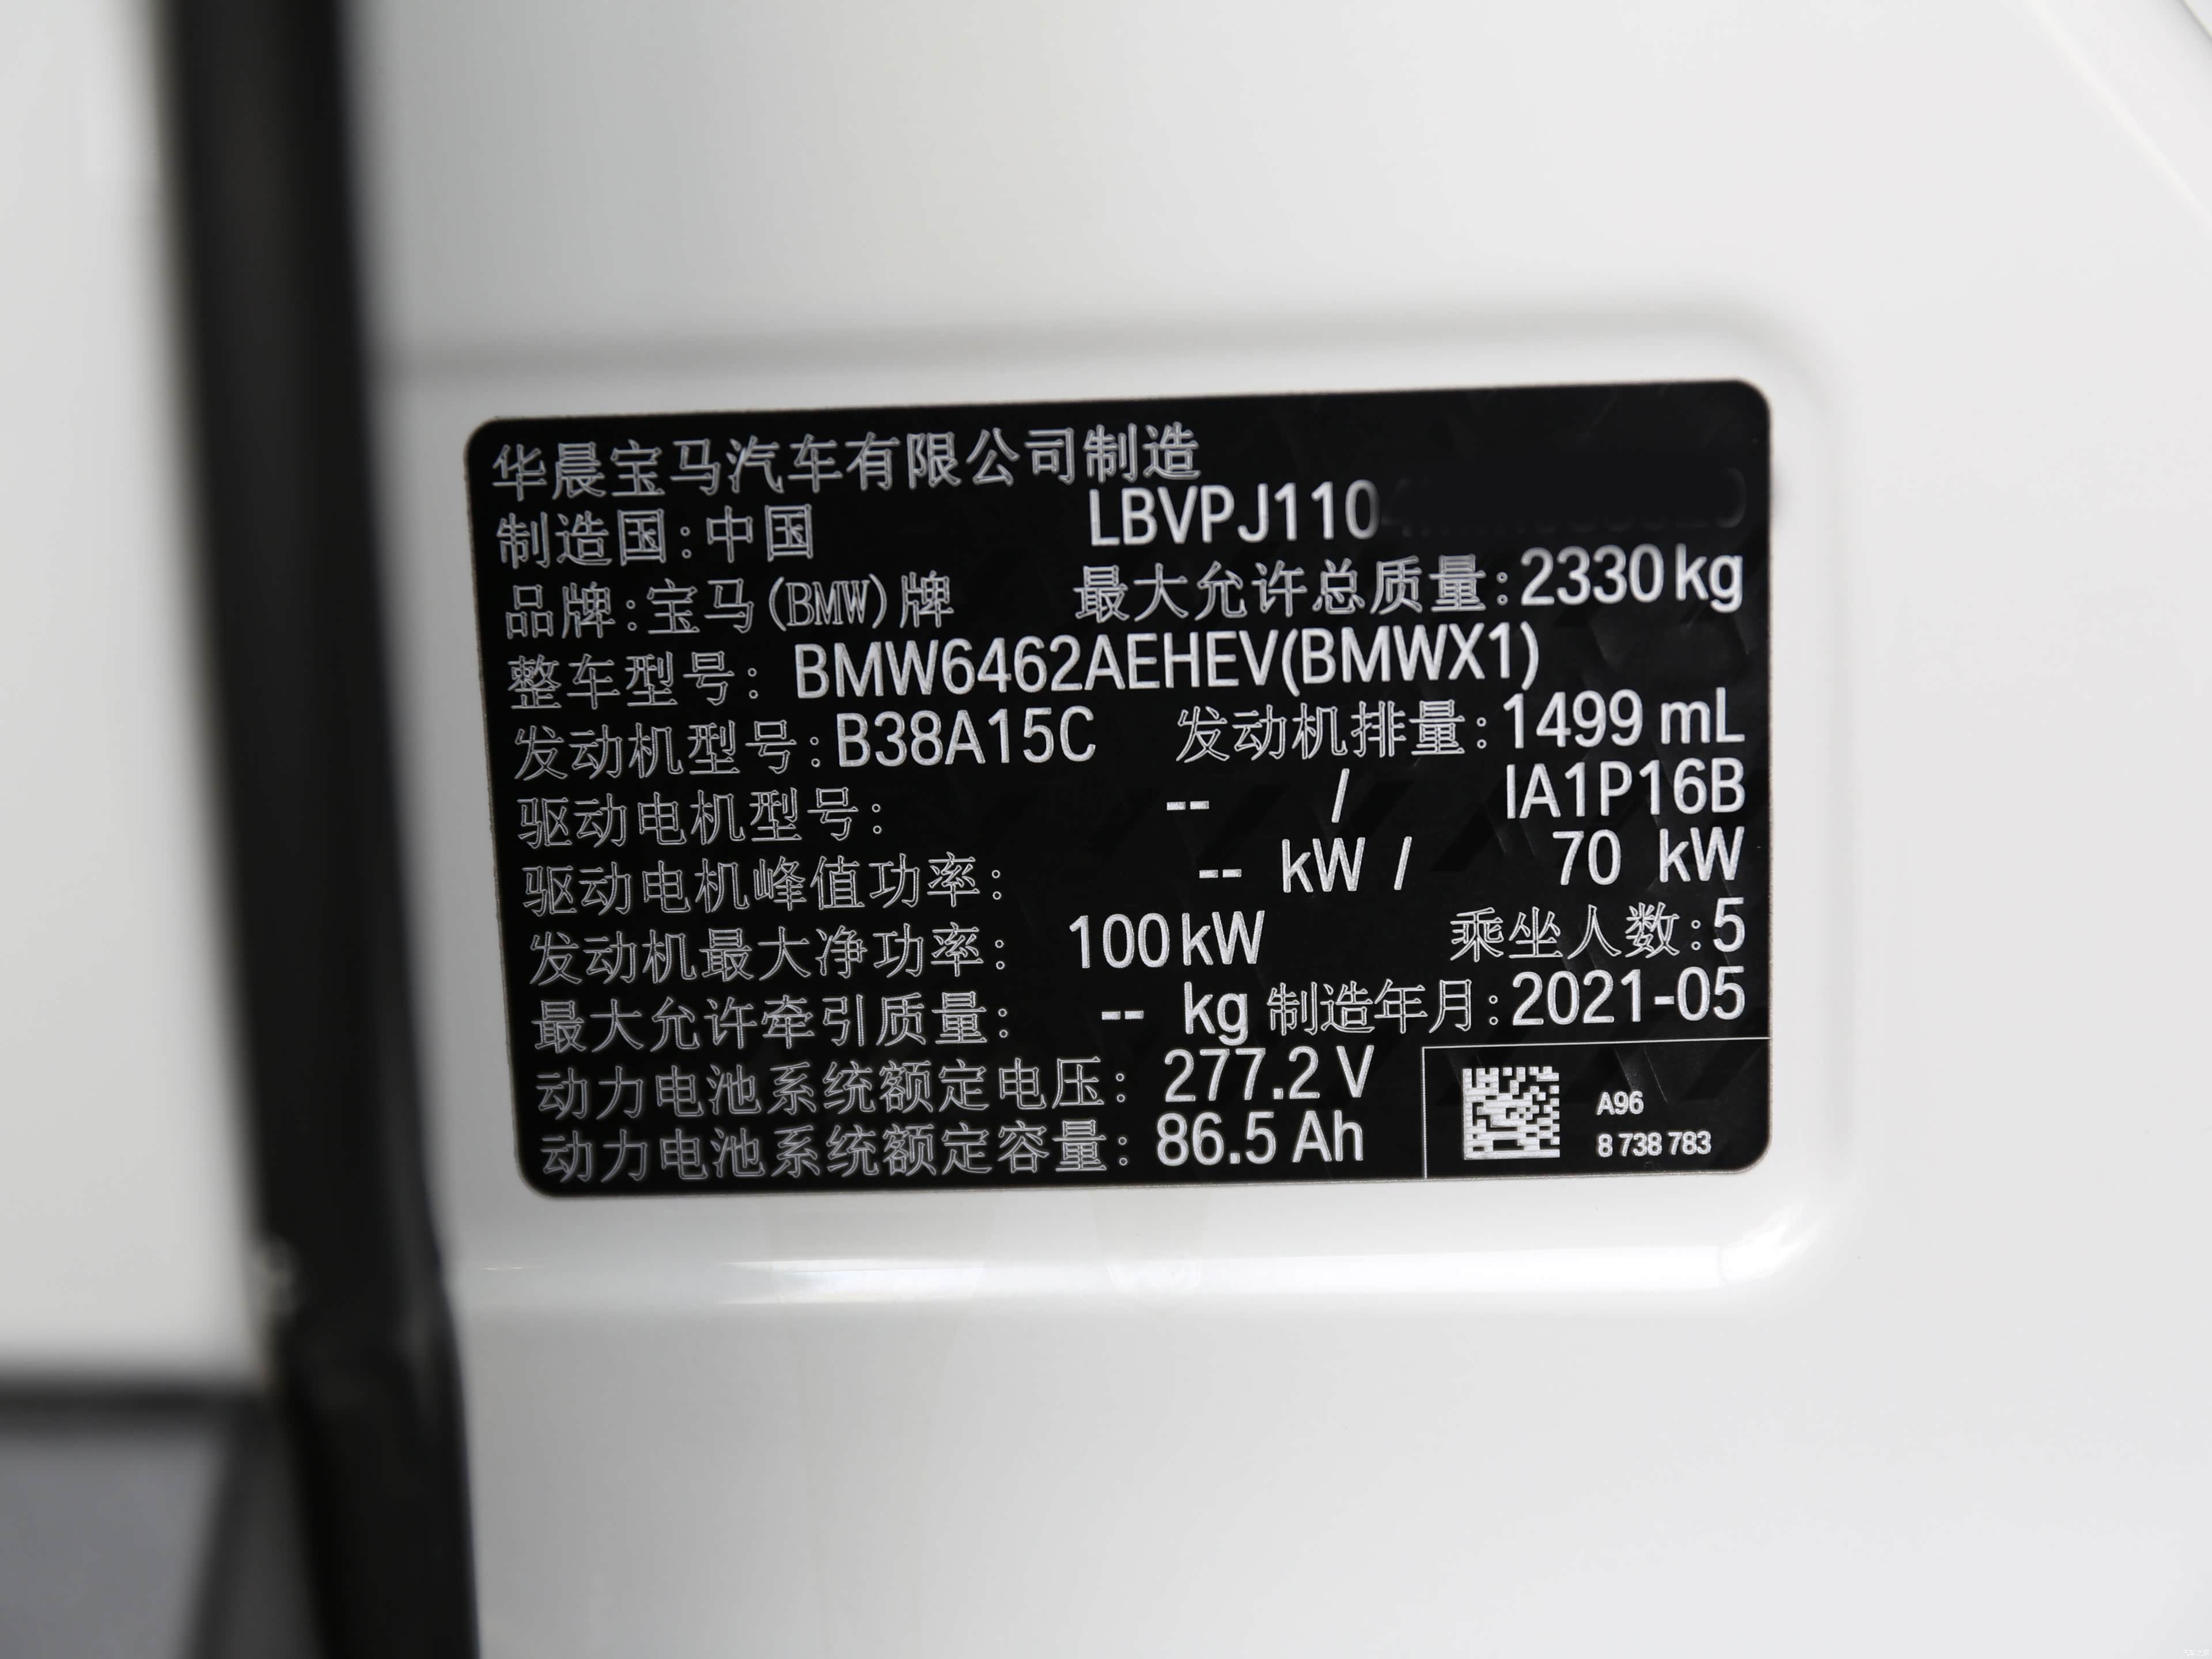 华晨宝马汽车有限公司制造
制造国:中国 LBVPJ110
品牌:宝马(BMW)牌 最大允许总质量:2330kg
整车型号: BMW6462AEHEV(BMWX1)
发动机型号:B38A15C 发动机排量:1499 mL
驱动电机型号: -- / IA1P16B
驱动电机峰值功率: -- kW / 70 kW
发动机最大净功率: 100kW 乘坐人数:5
最大允许牵引质量: -- kg 制造年月:2021-05
动力电池系统额定电压: 277.2 V
动力电池系统额定容量: 86.5 Ah
A96
8 738 783